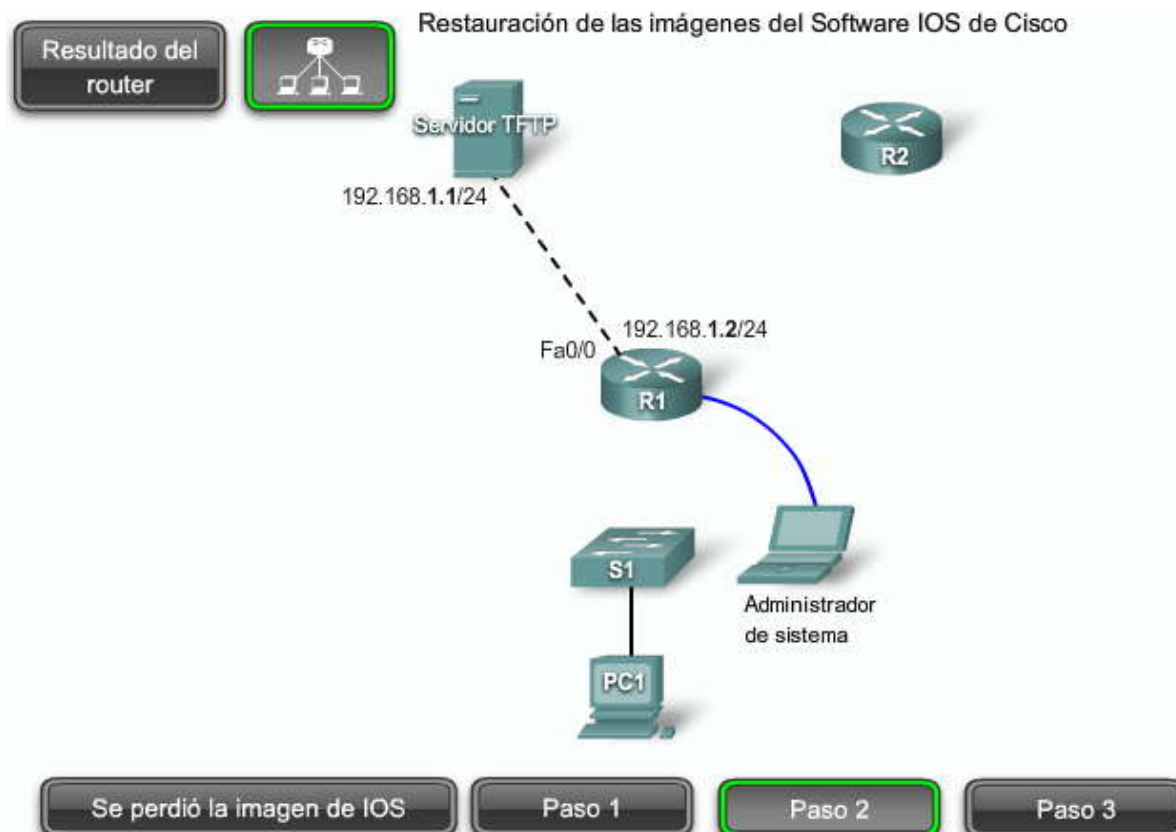 Restauración de las imágenes del Software IOS de Cisco
Resultado del
router
Servidor TFTP
R2
192.168.1.1/24
192.168.1.2/24
Fa0/0
R1
S1
Administrador
de sistema
PC1
Se perdió la imagen de IOS
Paso 1
Paso 2
Paso 3